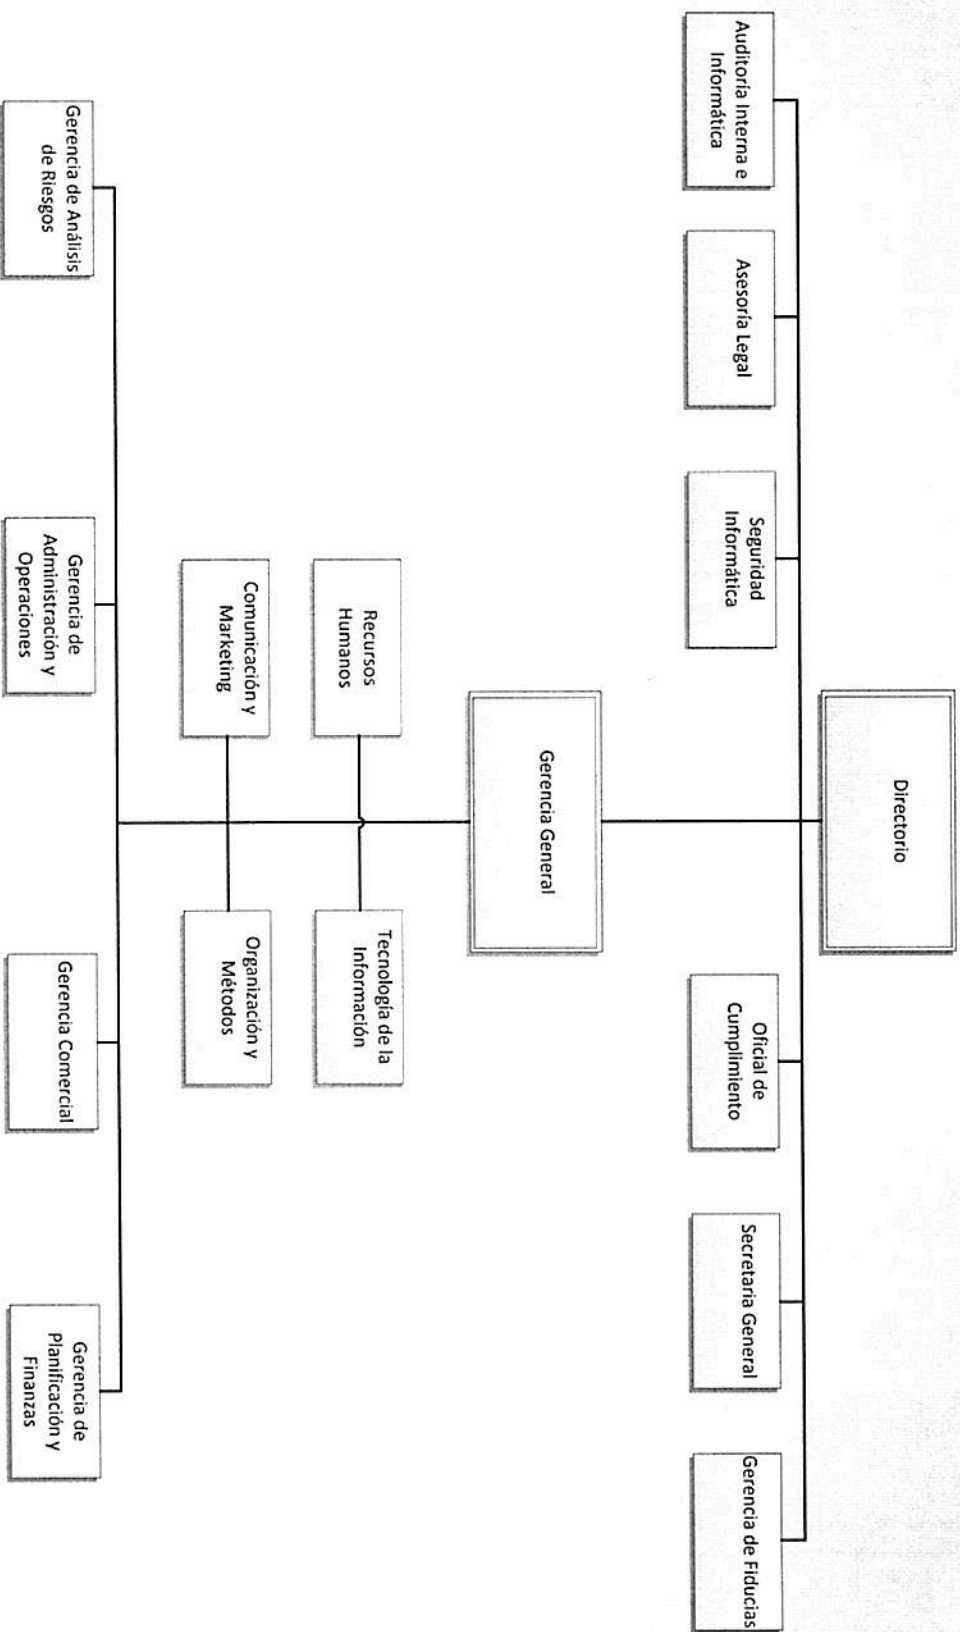 Directorio
Auditoría Interna e
Informática
Asesoría Legal
Seguridad
Informática
Oficial de
Cumplimiento
Secretaria General
Gerencia de Fiducias
Gerencia General
Recursos
Humanos
Tecnología de la
Información
Comunicación y
Marketing
Organización y
Métodos
Gerencia de Análisis
de Riesgos
Gerencia de
Administración y
Operaciones
Gerencia Comercial
Gerencia de
Planificación y
Finanzas